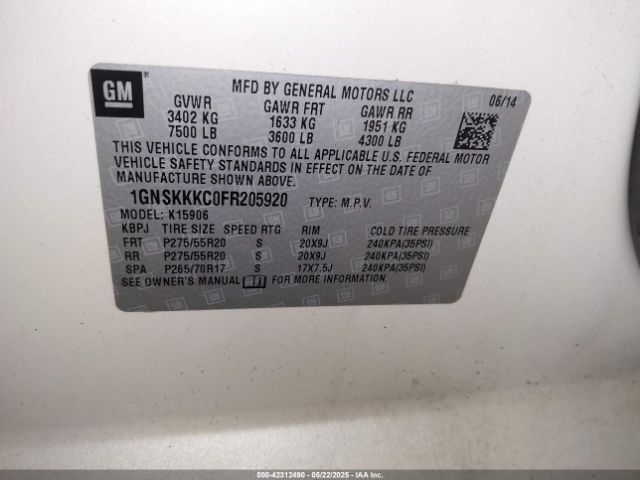 GM
MFD BY GENERAL MOTORS LLC
06/14
GVWR GAWR FRT GAWR RR
3402 KG 1633 KG 1951 KG
7500 LB 3600 LB 4300 LB
THIS VEHICLE CONFORMS TO ALL APPLICABLE U.S. FEDERAL MOTOR
VEHICLE SAFETY STANDARDS IN EFFECT ON THE DATE OF
MANUFACTURE SHOWN ABOVE.
1GNSKKKC0FR205920 TYPE: M.P.V.
MODEL: K15906
KBPJ TIRE SIZE SPEED RTG RIM COLD TIRE PRESSURE
FRT P275/55R20 S 20X9J 240KPA(35PSI)
RR P275/55R20 S 20X9J 240KPA(35PSI)
SPA P265/70R17 S 17X7.5J 240KPA(35PSI)
SEE OWNER'S MANUAL FOR MORE INFORMATION.
000-42312490 - 05/22/2025 - IAAI.COM